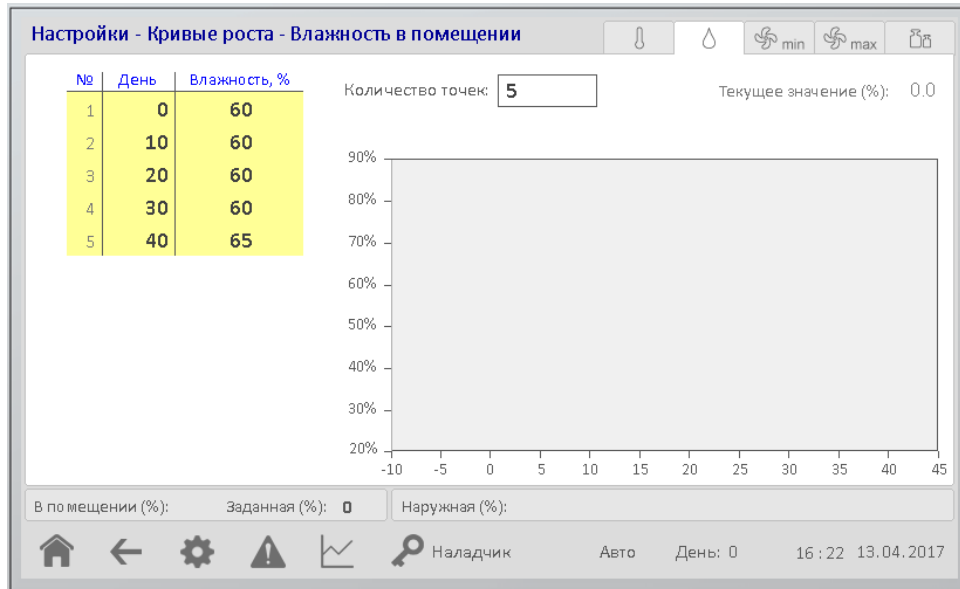 Настройки - Кривые роста - Влажность в помещении
min
max
№ День Влажность, %
1 0 60
2 10 60
3 20 60
4 30 60
5 40 65
Количество точек: 5
Текущее значение (%): 0.0
90%
80%
70%
60%
50%
40%
30%
20%
-10 -5 0 5 10 15 20 25 30 35 40 45
В помещении (%): Заданная (%): 0 Наружная (%):
Наладчик Авто День: 0 16:22 13.04.2017